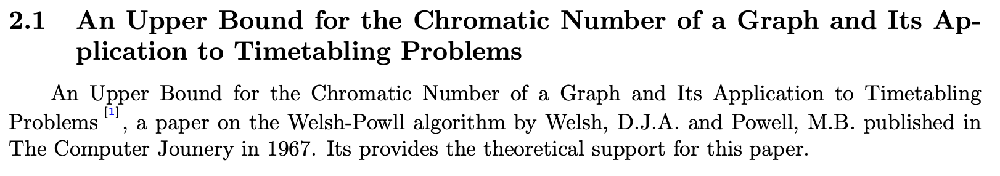 2.1 An Upper Bound for the Chromatic Number of a Graph and Its Ap-
plication to Timetabling Problems
An Upper Bound for the Chromatic Number of a Graph and Its Application to Timetabling
Problems [1], a paper on the Welsh-Powll algorithm by Welsh, D.J.A. and Powell, M.B. published in
The Computer Jounery in 1967. Its provides the theoretical support for this paper.